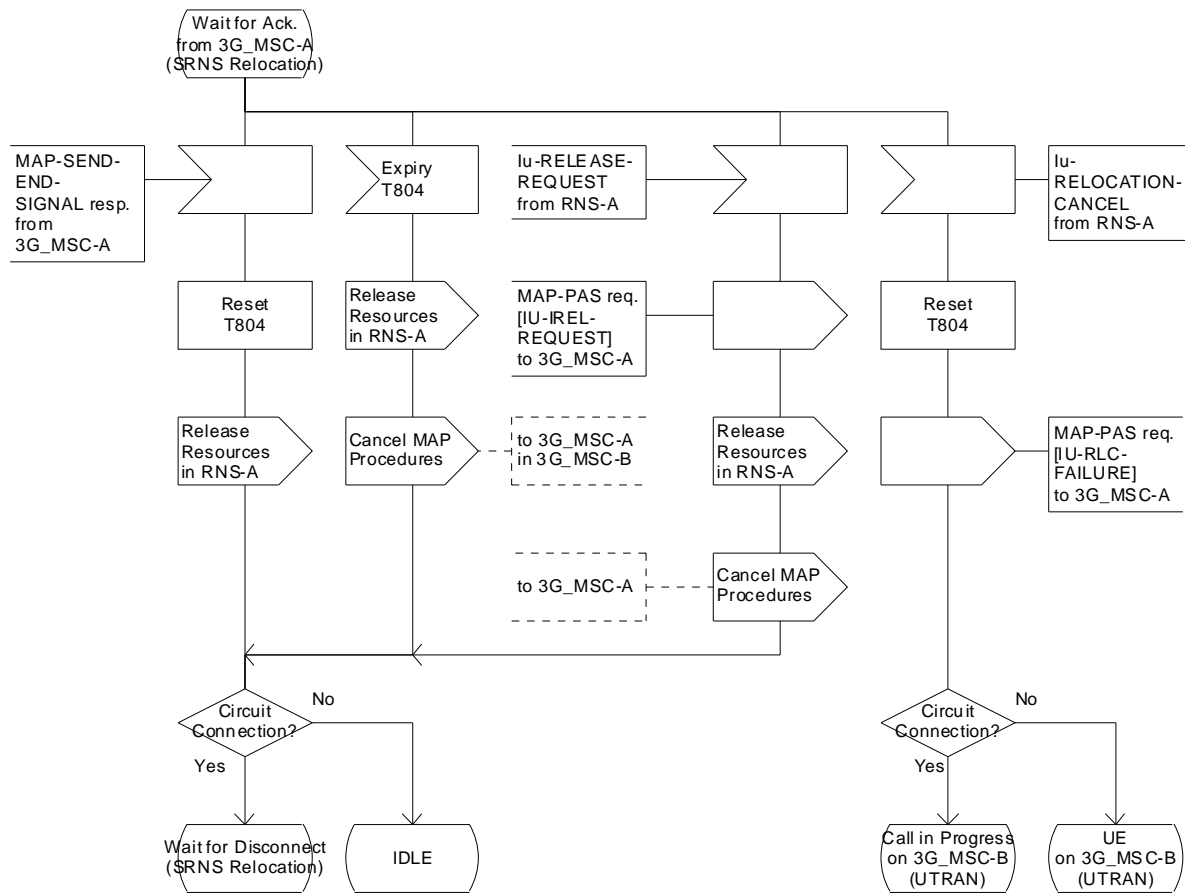 Wait for Ack.
from 3G_MSC-A
(SRNS Relocation)
MAP-SEND-
END-
SIGNAL resp.
from
3G_MSC-A
Expiry
T804
Iu-RELEASE-
REQUEST
from RNS-A
Iu-
RELOCATION-
CANCEL
from RNS-A
Reset
T804
Release
Resources
in RNS-A
MAP-PAS req.
[IU-IREL-
REQUEST]
to 3G_MSC-A
Reset
T804
Release
Resources
in RNS-A
Cancel MAP
Procedures
to 3G_MSC-A
in 3G_MSC-B
Release
Resources
in RNS-A
MAP-PAS req.
[IU-RLC-
FAILURE]
to 3G_MSC-A
to 3G_MSC-A
Cancel MAP
Procedures
Circuit
Connection?
No
Yes
Circuit
Connection?
No
Yes
Wait for Disconnect
(SRNS Relocation)
IDLE
Call in Progress
on 3G_MSC-B
(UTRAN)
UE
on 3G_MSC-B
(UTRAN)